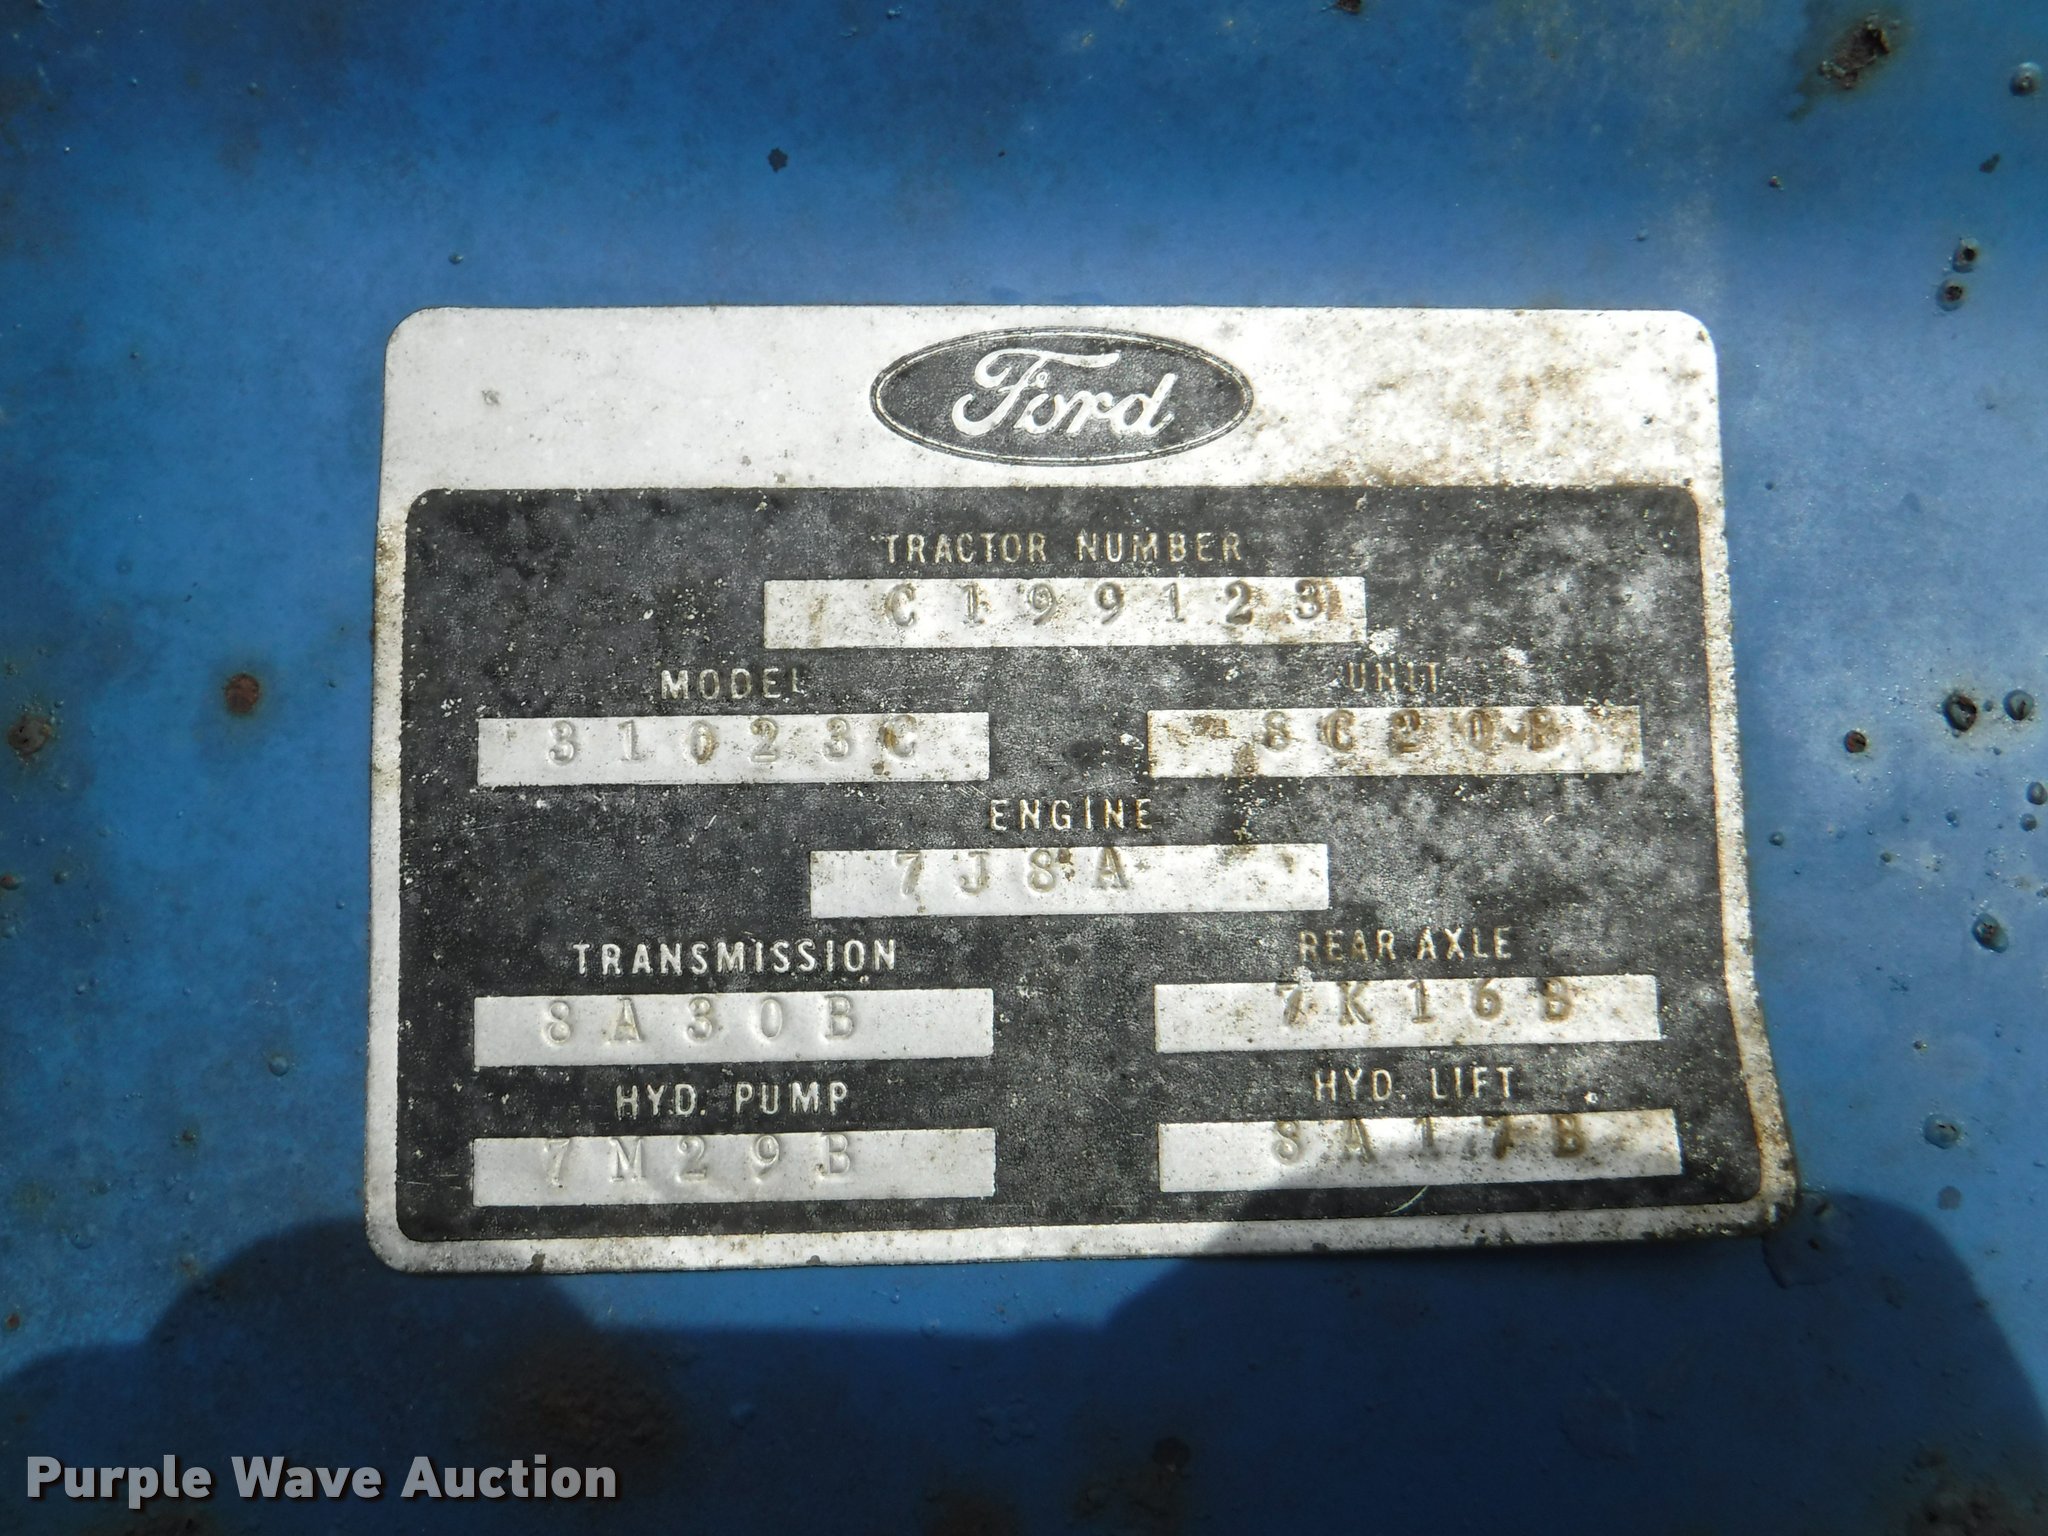 Ford
TRACTOR NUMBER
C199123
MODEL UNIT
31023C 8C20B
ENGINE
7J8A
TRANSMISSION REAR AXLE
8A30B 7K16B
HYD. PUMP HYD. LIFT
7M29B 8A17B
Purple Wave Auction